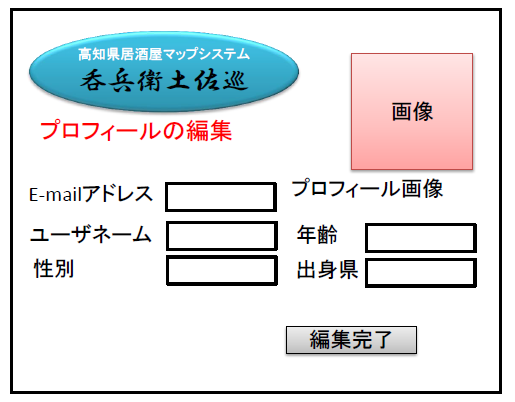 高知県居酒屋マップシステム
呑兵衛土佐巡
プロフィールの編集
画像
E-mailアドレス
プロフィール画像
ユーザネーム
年齢
性別
出身県
編集完了